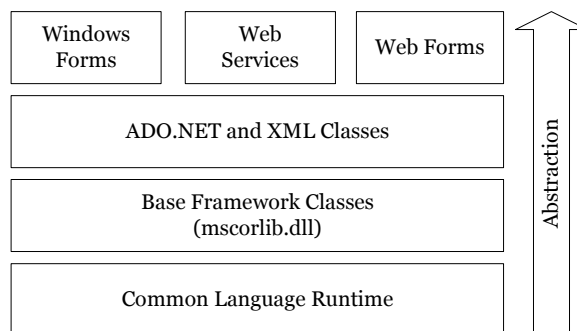 Windows
Forms
Web
Services
Web Forms
ADO.NET and XML Classes
Base Framework Classes
(mscorlib.dll)
Common Language Runtime
Abstraction